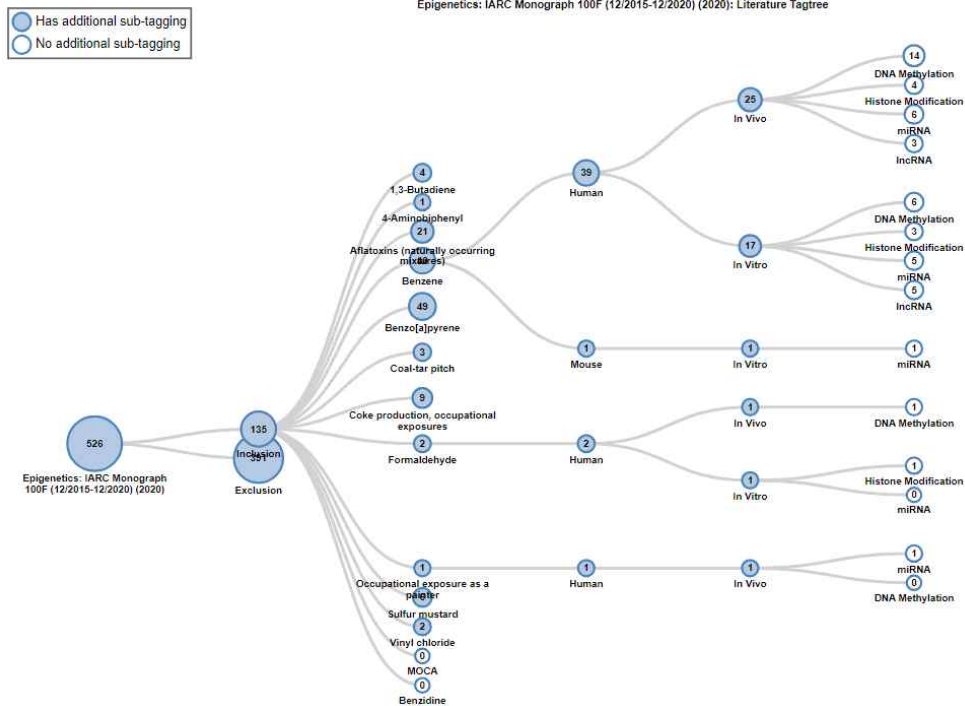 Epigenetics: IARC Monograph 100F (12/2015-12/2020) (2020): Literature Tagtree
Has additional sub-tagging
No additional sub-tagging
526
Epigenetics: IARC Monograph
100F (12/2015-12/2020) (2020)
135
Inclusion
391
Exclusion
4
1,3-Butadiene
1
4-Aminobiphenyl
21
Aflatoxins (naturally occurring
mixtures)
Benzene
49
Benzo[a]pyrene
3
Coal-tar pitch
9
Coke production, occupational
exposures
2
Formaldehyde
1
Occupational exposure as a
painter
Sulfur mustard
2
Vinyl chloride
0
MOCA
0
Benzidine
39
Human
1
Mouse
2
Human
1
Human
25
In Vivo
17
In Vitro
1
In Vitro
1
In Vivo
1
In Vitro
1
In Vivo
14
DNA Methylation
4
Histone Modification
6
miRNA
3
lncRNA
6
DNA Methylation
3
Histone Modification
5
miRNA
5
lncRNA
1
miRNA
1
DNA Methylation
1
Histone Modification
0
miRNA
1
miRNA
0
DNA Methylation